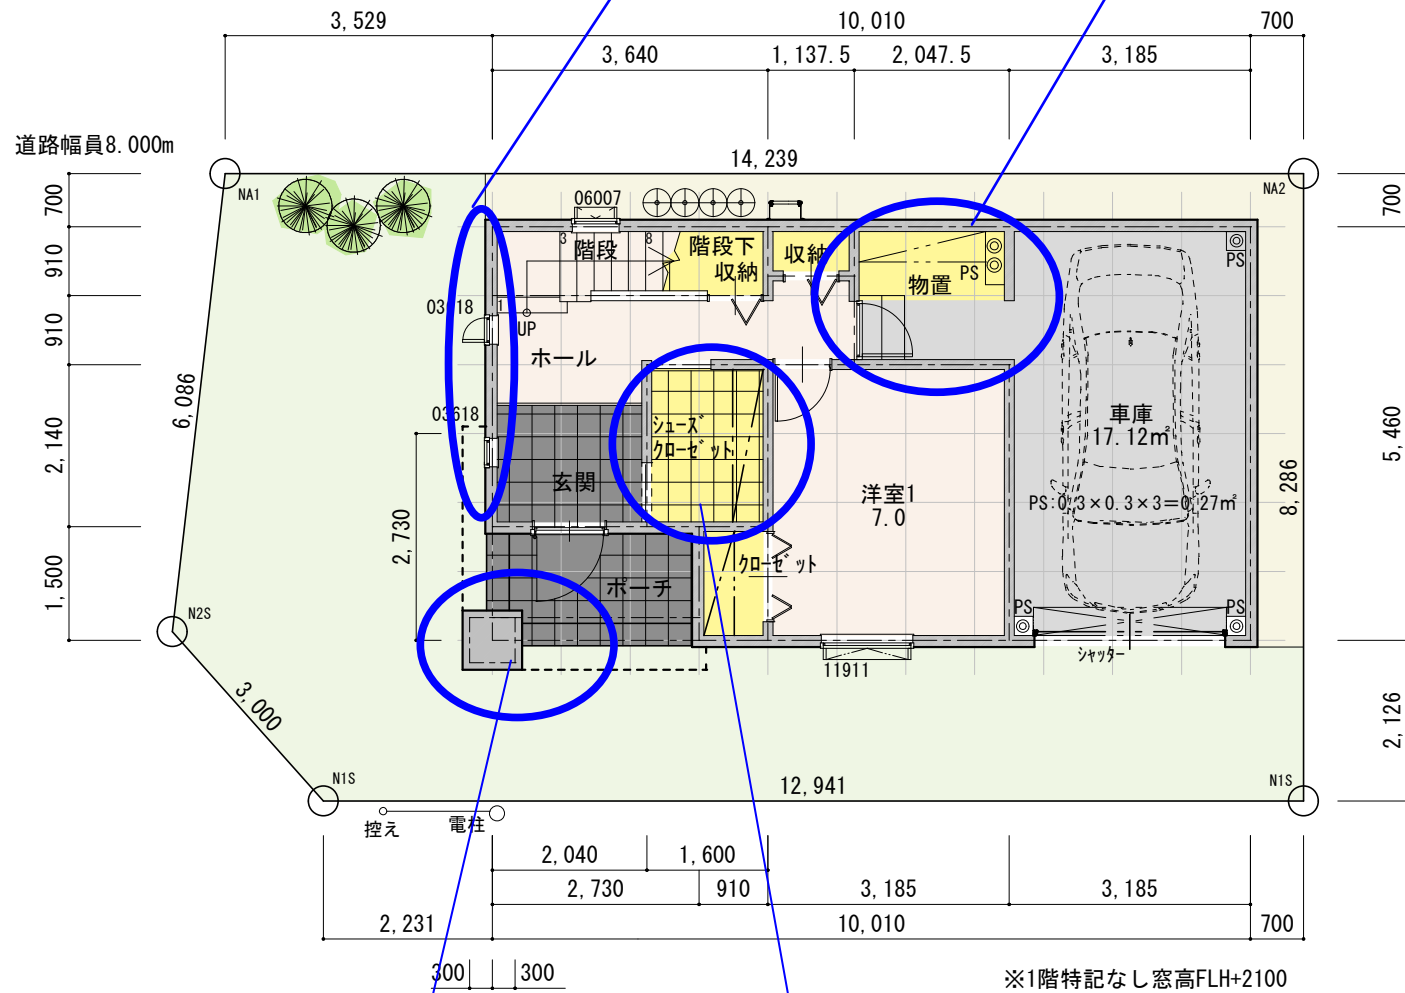 3,529
10,010
700
3,640
1,137.5
2,047.5
3,185
道路幅員8.000m
14,239
NA1
NA2
700
910
910
2,140
1,500
6,086
2,730
06007
3
8
階段
階段下
収納
収納
物置
PS
PS
700
03618
1
UP
ホール
03618
シューズ
クローゼット
玄関
洋室1
7.0
車庫
17.12㎡
PS:0.3×0.3×3=0.27㎡
5,460
8,286
クローゼット
ポーチ
PS
PS
シャッター
11911
N2S
3,000
N1S
N1S
12,941
2,126
控え
電柱
2,040
1,600
2,730
910
3,185
3,185
2,231
10,010
700
300
300
※1階特記なし窓高FLH+2100